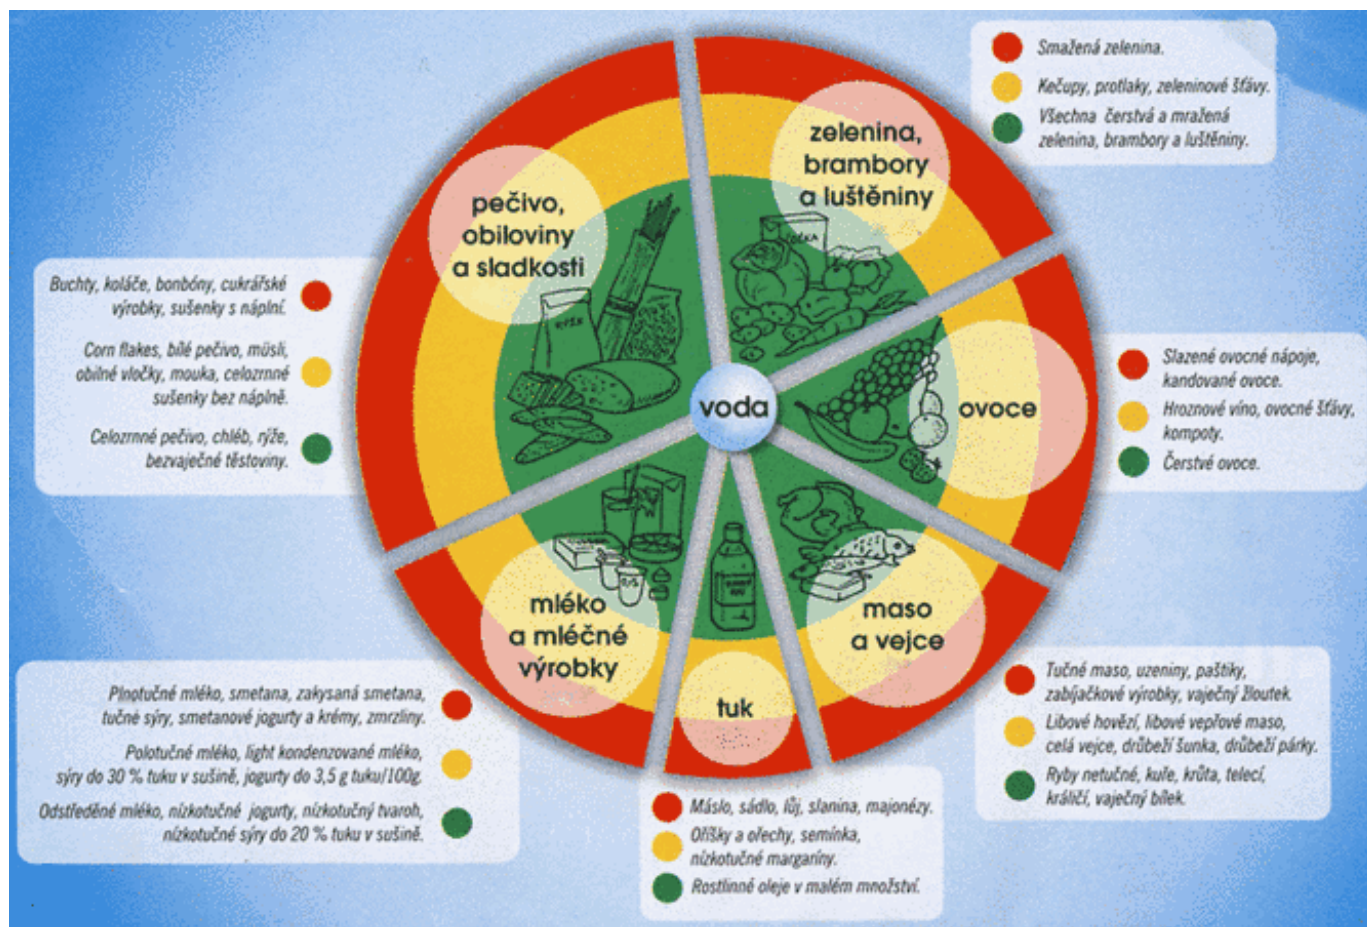 Smažená zelenina.
Kečupy, protlaky, zeleninové šťávy.
Všechna čerstvá a mražená
zelenina, brambory a luštěniny.
zelenina,
brambory
a luštěniny
pečivo,
obiloviny
a sladkosti
Buchty, koláče, bonbóny, cukrářské
výrobky, sušenky s náplní.
Corn flakes, bílé pečivo, müsli,
obilné vločky, mouka, celozrnné
sušenky bez náplně.
Celozrnné pečivo, chléb, rýže,
bezvaječné těstoviny.
voda
ovoce
Slazené ovocné nápoje,
kandované ovoce.
Hroznové víno, ovocné šťávy,
kompoty.
Čerstvé ovoce.
mléko
a mléčné
výrobky
tuk
maso
a vejce
Plnotučné mléko, smetana, zakysaná smetana,
tučné sýry, smetanové jogurty a krémy, zmrzliny.
Polotučné mléko, light kondenzované mléko,
sýry do 30 % tuku v sušině, jogurty do 3,5 g tuku/100g.
Odstředěné mléko, nízkotučné jogurty, nízkotučný tvaroh,
nízkotučné sýry do 20 % tuku v sušině.
Máslo, sádlo, lůj, slanina, majonézy.
Oříšky a ořechy, semínka,
nízkotučné margaríny.
Rostlinné oleje v malém množství.
Tučné maso, uzeniny, paštiky,
zabíjačkové výrobky, vaječný žloutek.
Libové hovězí, libové vepřové maso,
celá vejce, drůbeží šunka, drůbeží párky.
Ryby netučné, kuře, krůta, telecí,
králičí, vaječný bílek.